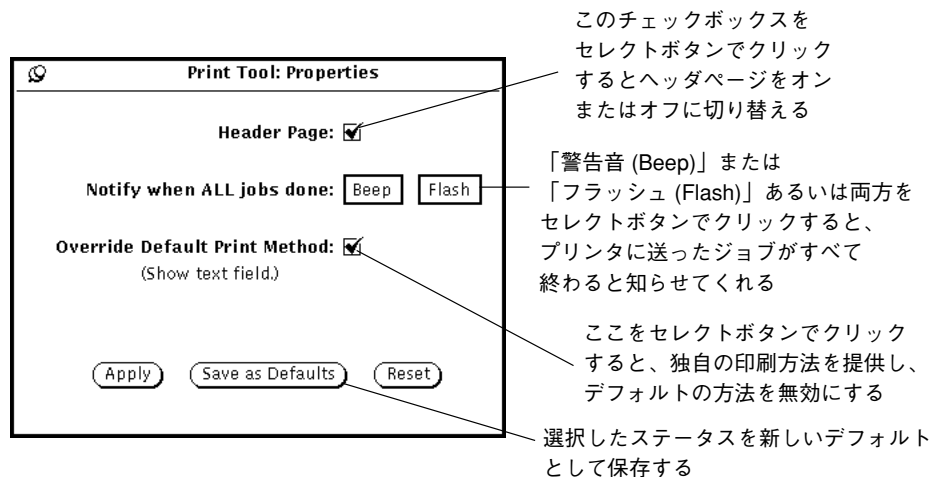 このチェックボックスを
セレクトボタンでクリック
するとヘッダページをオン
またはオフに切り替える
Print Tool: Properties
Header Page:
「警告音 (Beep)」または
「フラッシュ (Flash)」あるいは両方を
セレクトボタンでクリックすると、
プリンタに送ったジョブがすべて
終わると知らせてくれる
Notify when ALL jobs done: Beep Flash
Override Default Print Method:
(Show text field.)
ここをセレクトボタンでクリック
すると、独自の印刷方法を提供し、
デフォルトの方法を無効にする
Apply Save as Defaults Reset
選択したステータスを新しいデフォルト
として保存する